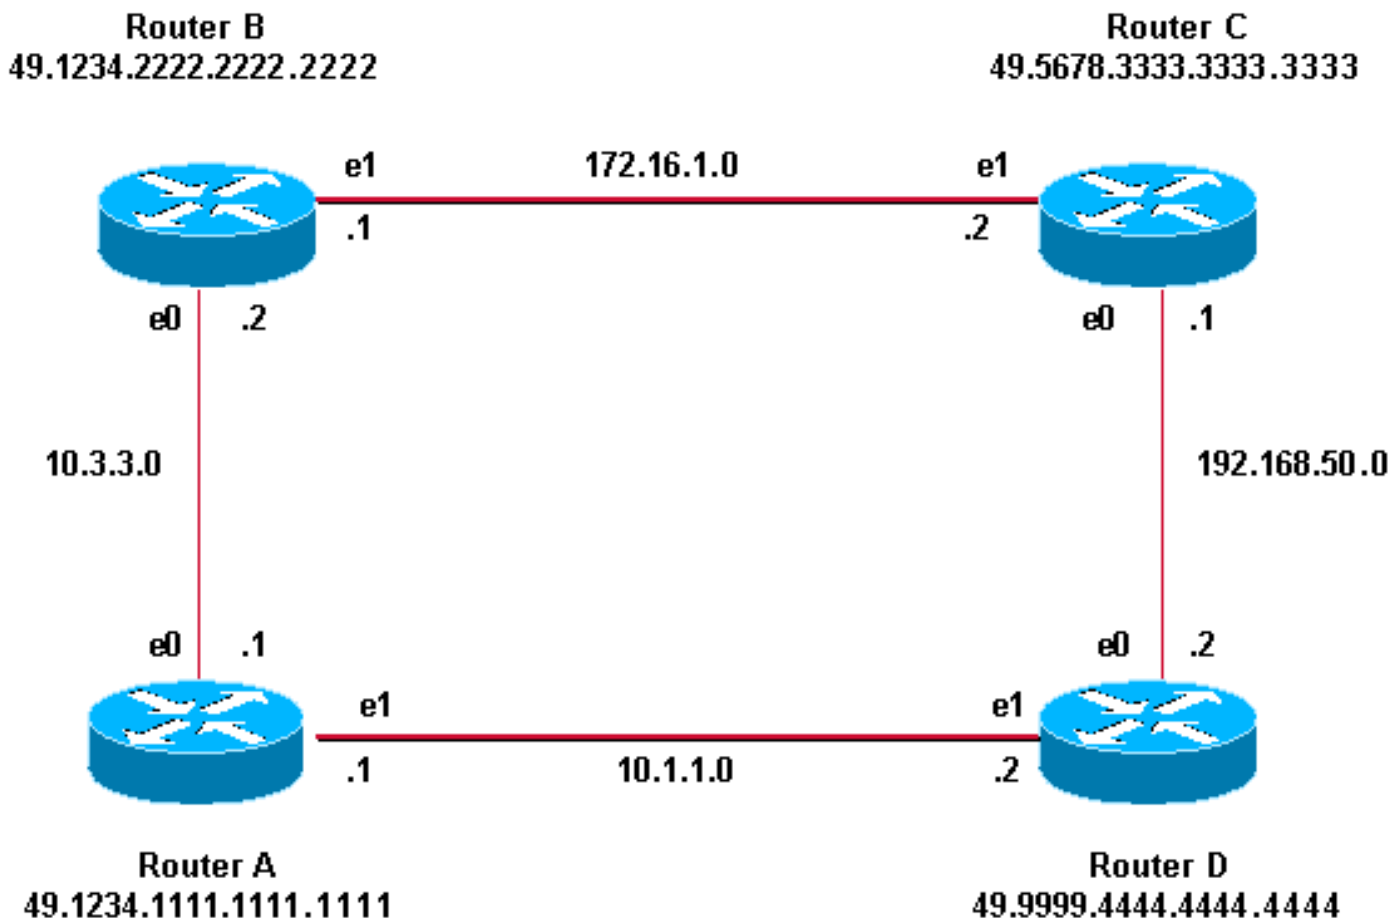 Router B
49.1234.2222.2222.2222
Router C
49.5678.3333.3333.3333
e1
172.16.1.0
e1
.1
.2
e0
.2
e0
.1
10.3.3.0
192.168.50.0
e0
.1
e0
.2
e1
e1
.1
10.1.1.0
.2
Router A
49.1234.1111.1111.1111
Router D
49.9999.4444.4444.4444